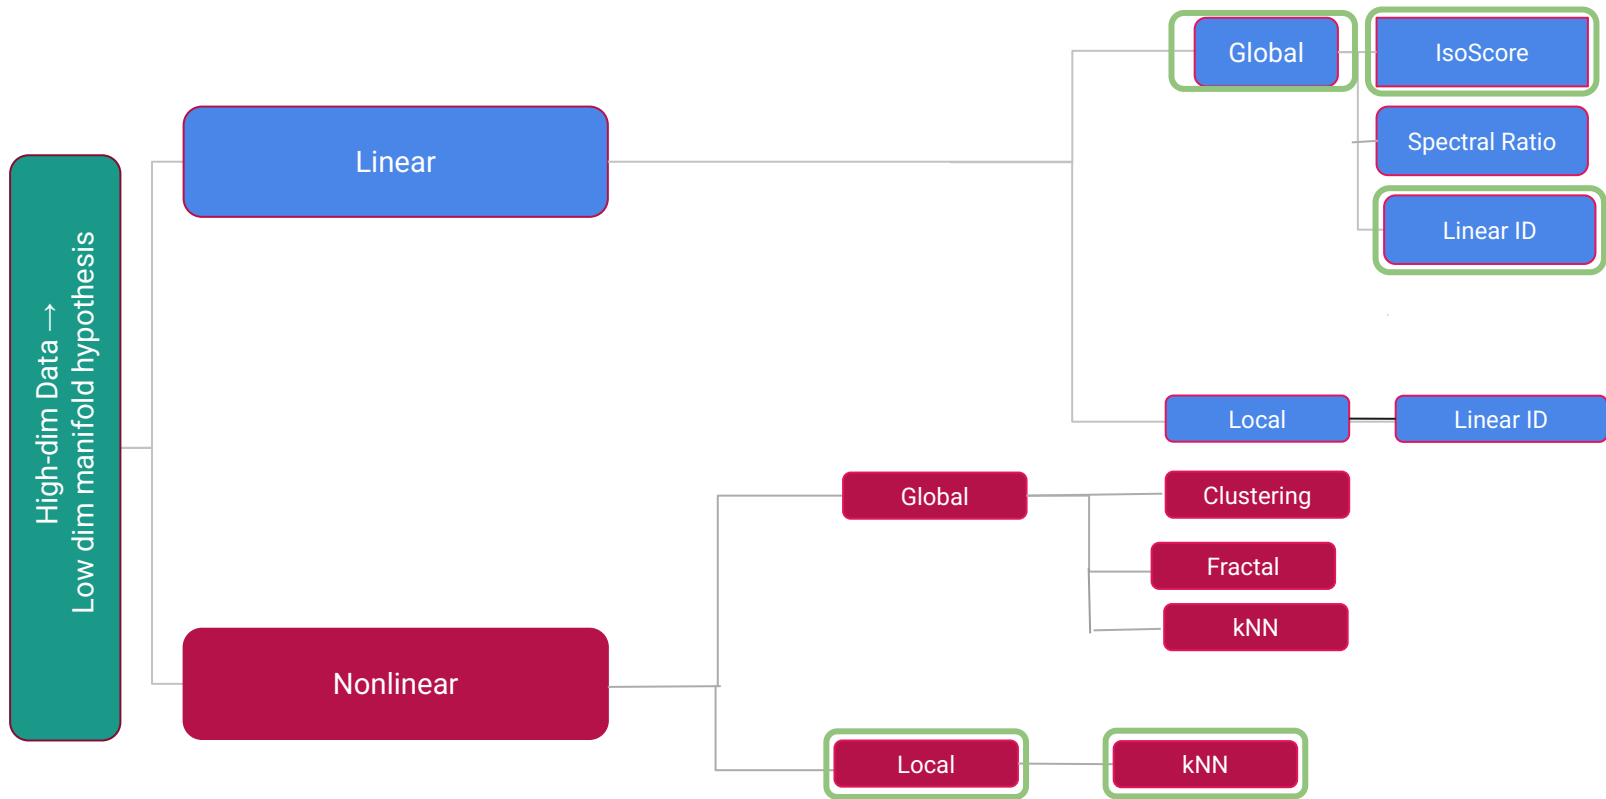 High-dim Data →
Low dim manifold hypothesis
Linear
Global
IsoScore
Spectral Ratio
Linear ID
Local
Linear ID
Nonlinear
Global
Clustering
Fractal
kNN
Local
kNN